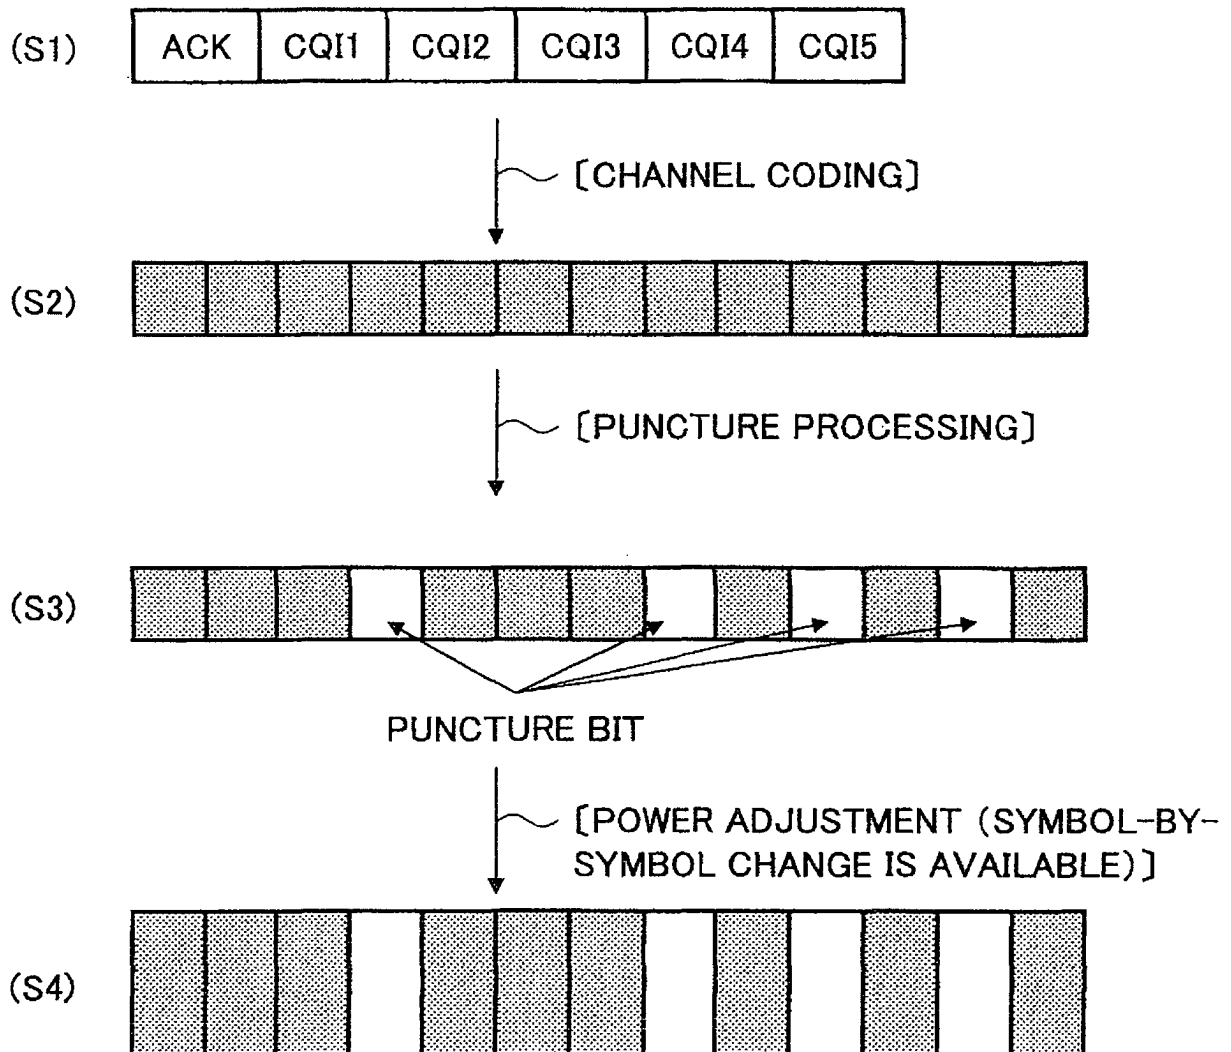 (S1) ACK CQI1 CQI2 CQI3 CQI4 CQI5
[CHANNEL CODING]
(S2)
[PUNCTURE PROCESSING]
(S3)
PUNCTURE BIT
[POWER ADJUSTMENT (SYMBOL-BY-
SYMBOL CHANGE IS AVAILABLE)]
(S4)